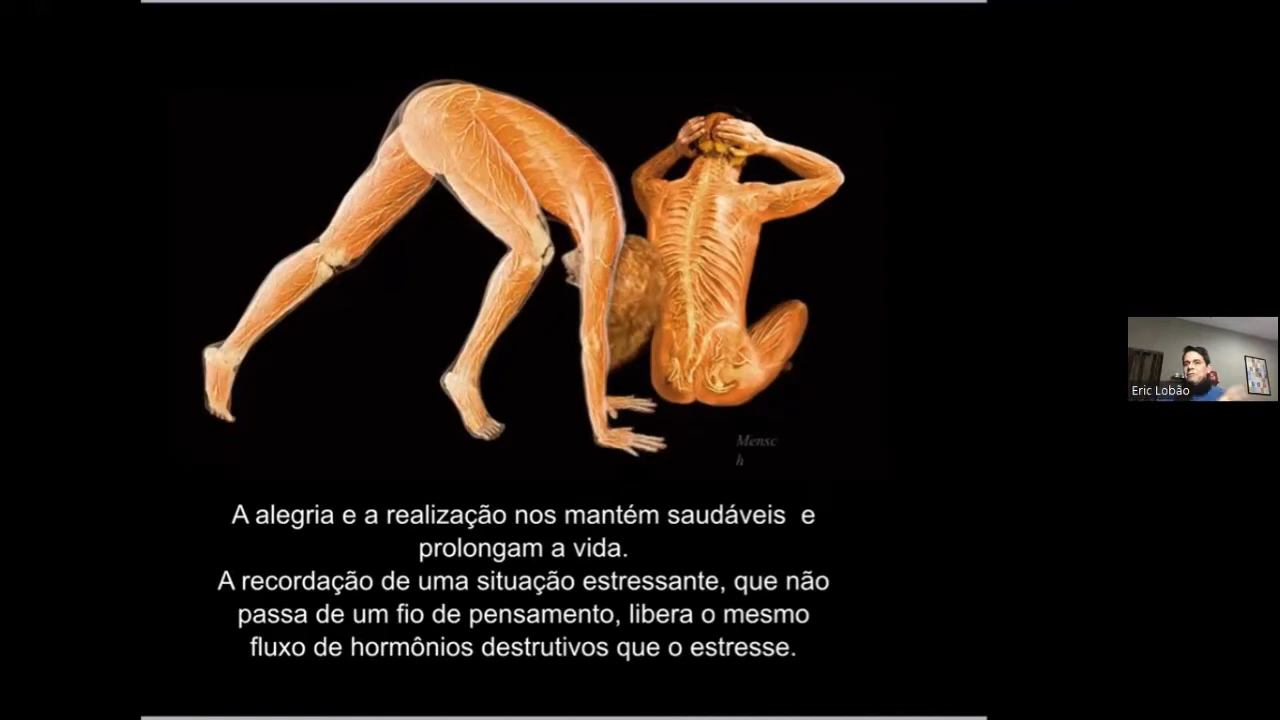 Mensc
h
Eric Lobão
A alegria e a realização nos mantém saudáveis e
prolongam a vida.
A recordação de uma situação estressante, que não
passa de um fio de pensamento, libera o mesmo
fluxo de hormônios destrutivos que o estresse.